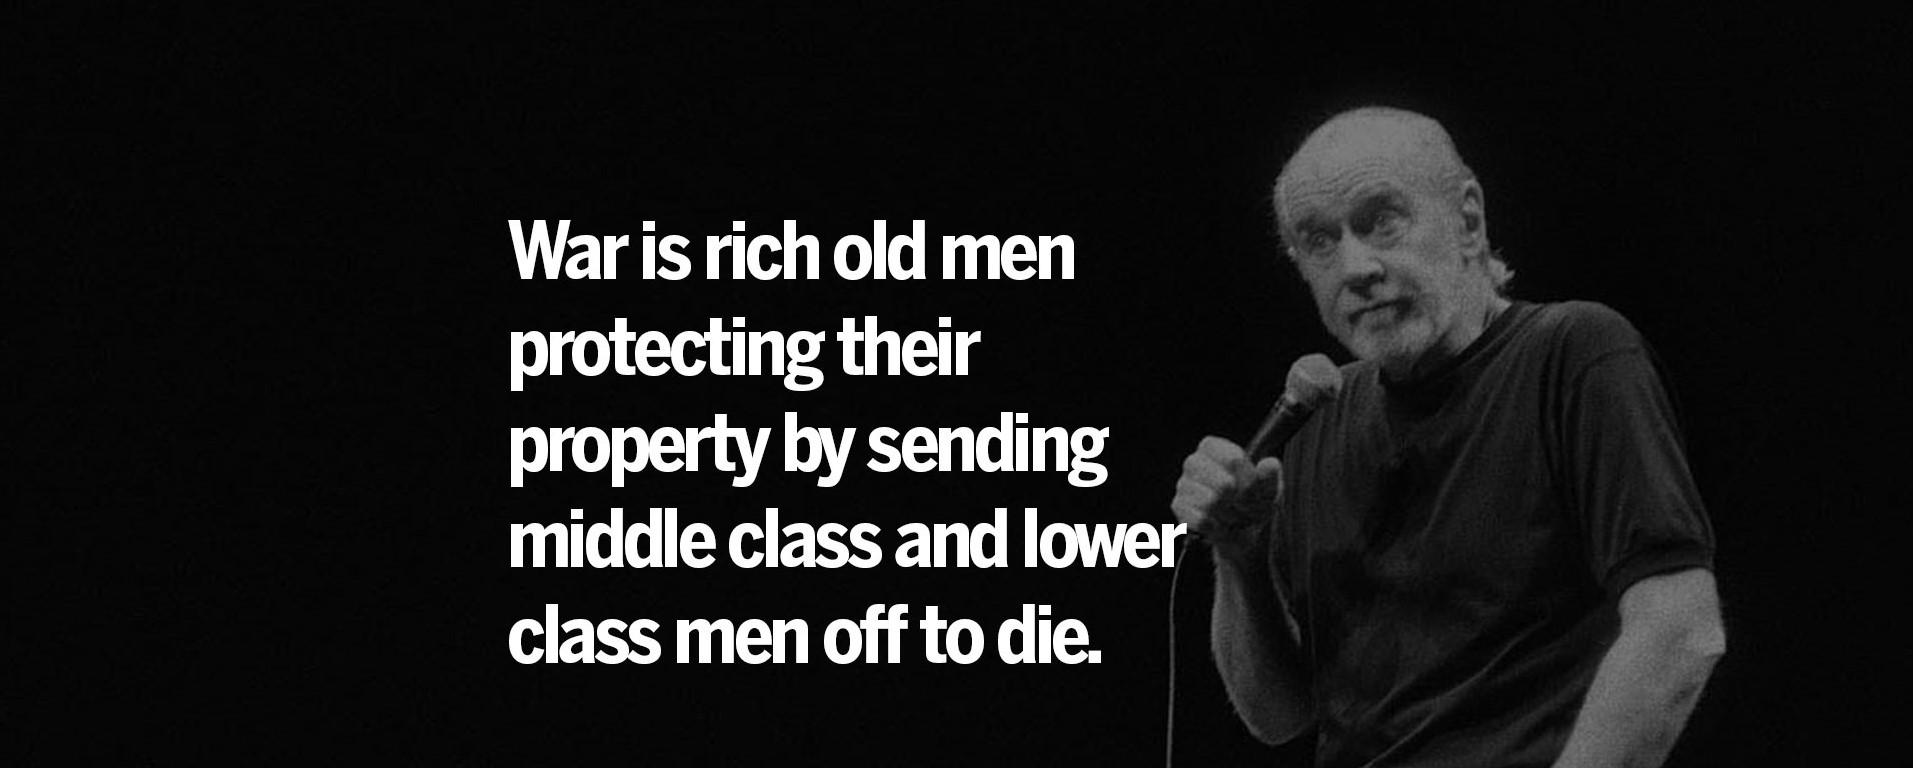 War is rich old men
protecting their
property by sending
middle class and lower
class men off to die.